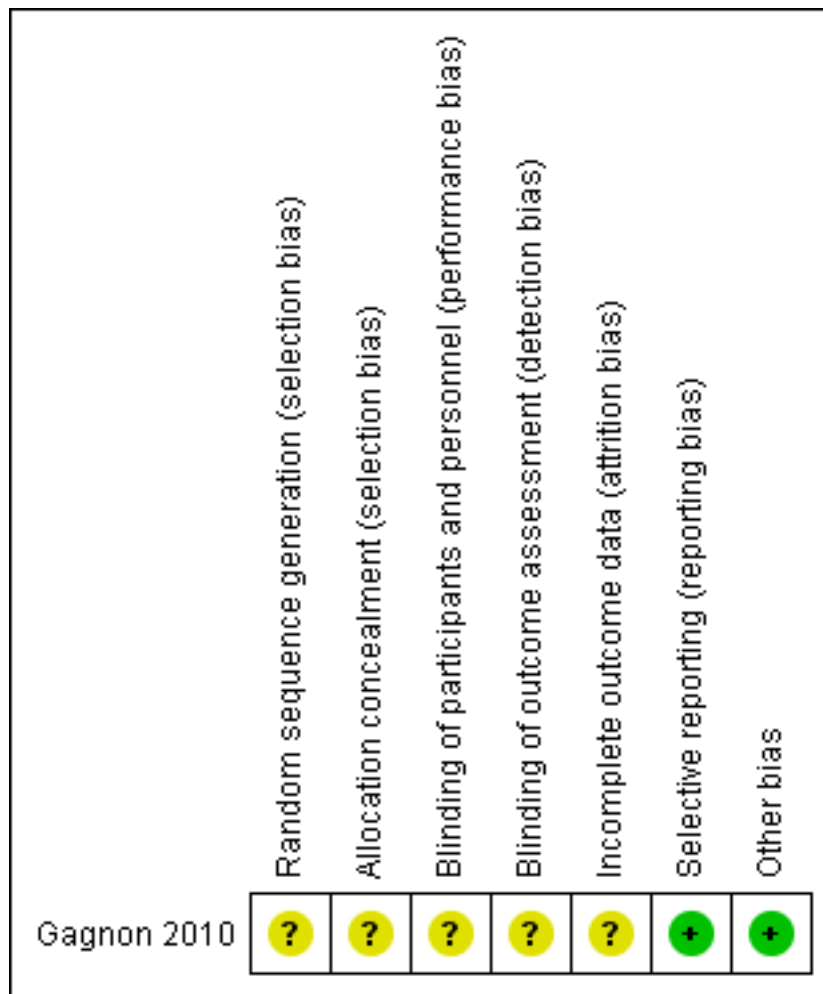 Random sequence generation (selection bias)
Allocation concealment (selection bias)
Blinding of participants and personnel (performance bias)
Blinding of outcome assessment (detection bias)
Incomplete outcome data (attrition bias)
Selective reporting (reporting bias)
Other bias
Gagnon 2010 ? ? ? ? ? + +